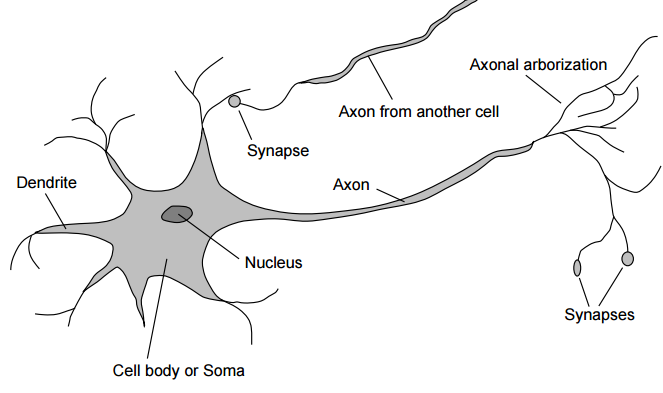 Axonal arborization
Axon from another cell
Synapse
Dendrite
Axon
Nucleus
Synapses
Cell body or Soma